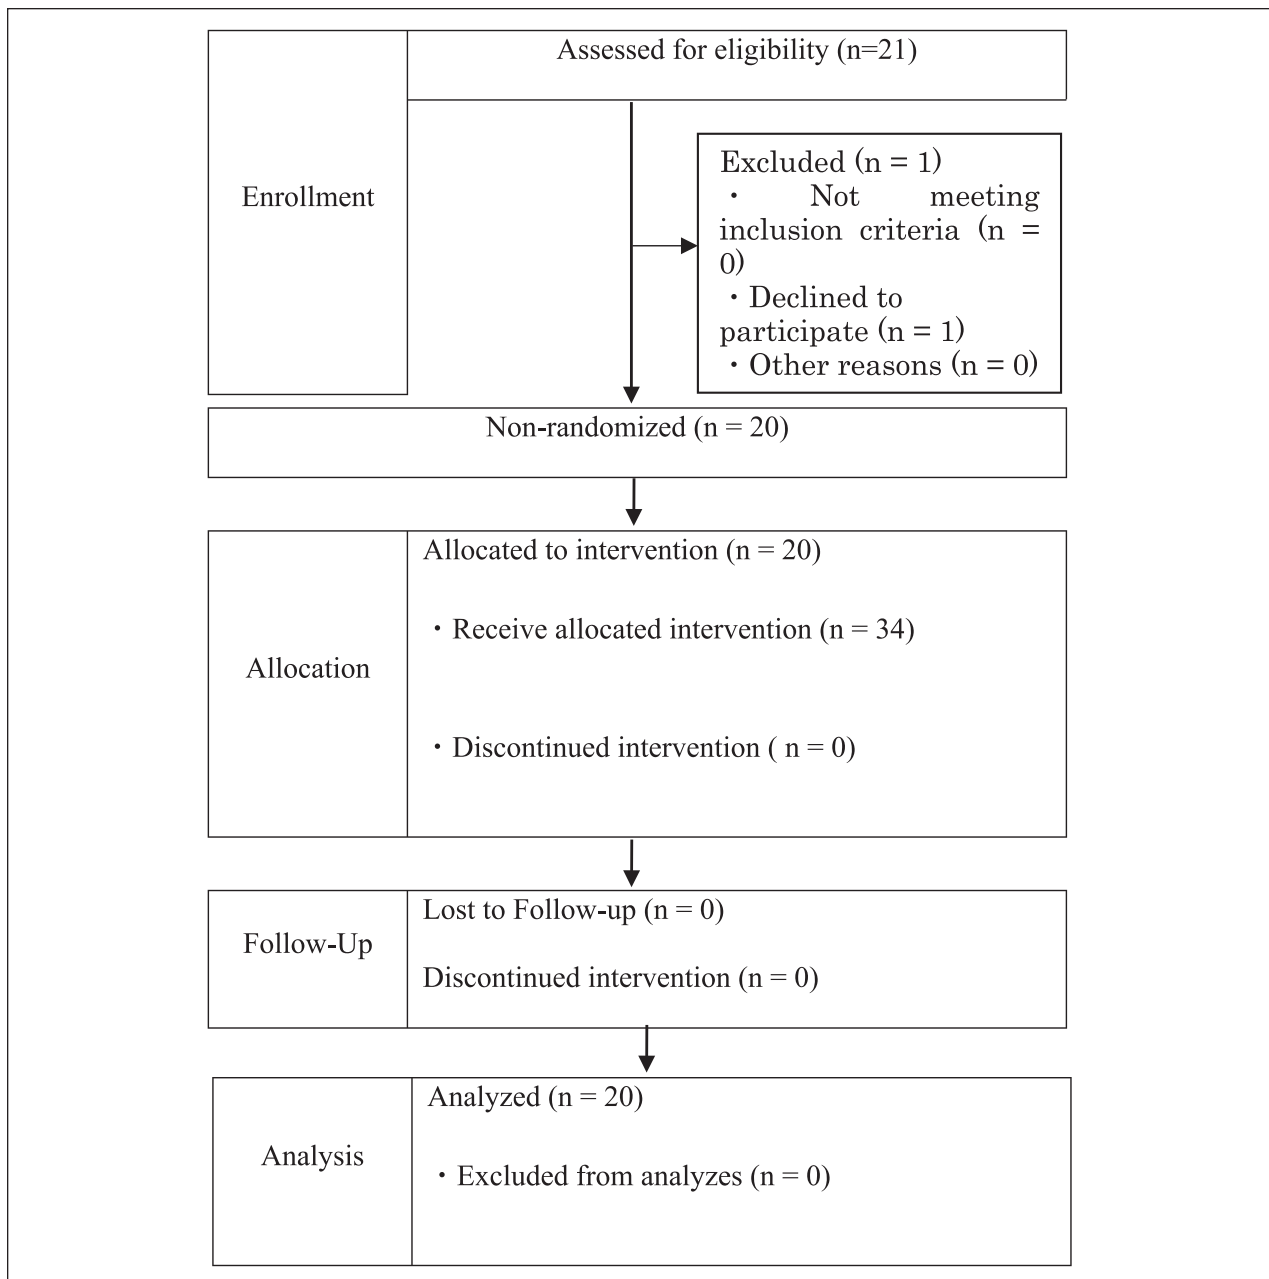 Assessed for eligibility (n=21)
Enrollment
Excluded (n = 1)
・ Not meeting
inclusion criteria (n =
0)
・Declined to
participate (n = 1)
・Other reasons (n = 0)
Non-randomized (n = 20)
Allocated to intervention (n = 20)
・Receive allocated intervention (n = 34)
Allocation
・Discontinued intervention ( n = 0)
Lost to Follow-up (n = 0)
Follow-Up
Discontinued intervention (n = 0)
Analyzed (n = 20)
Analysis
・Excluded from analyzes (n = 0)